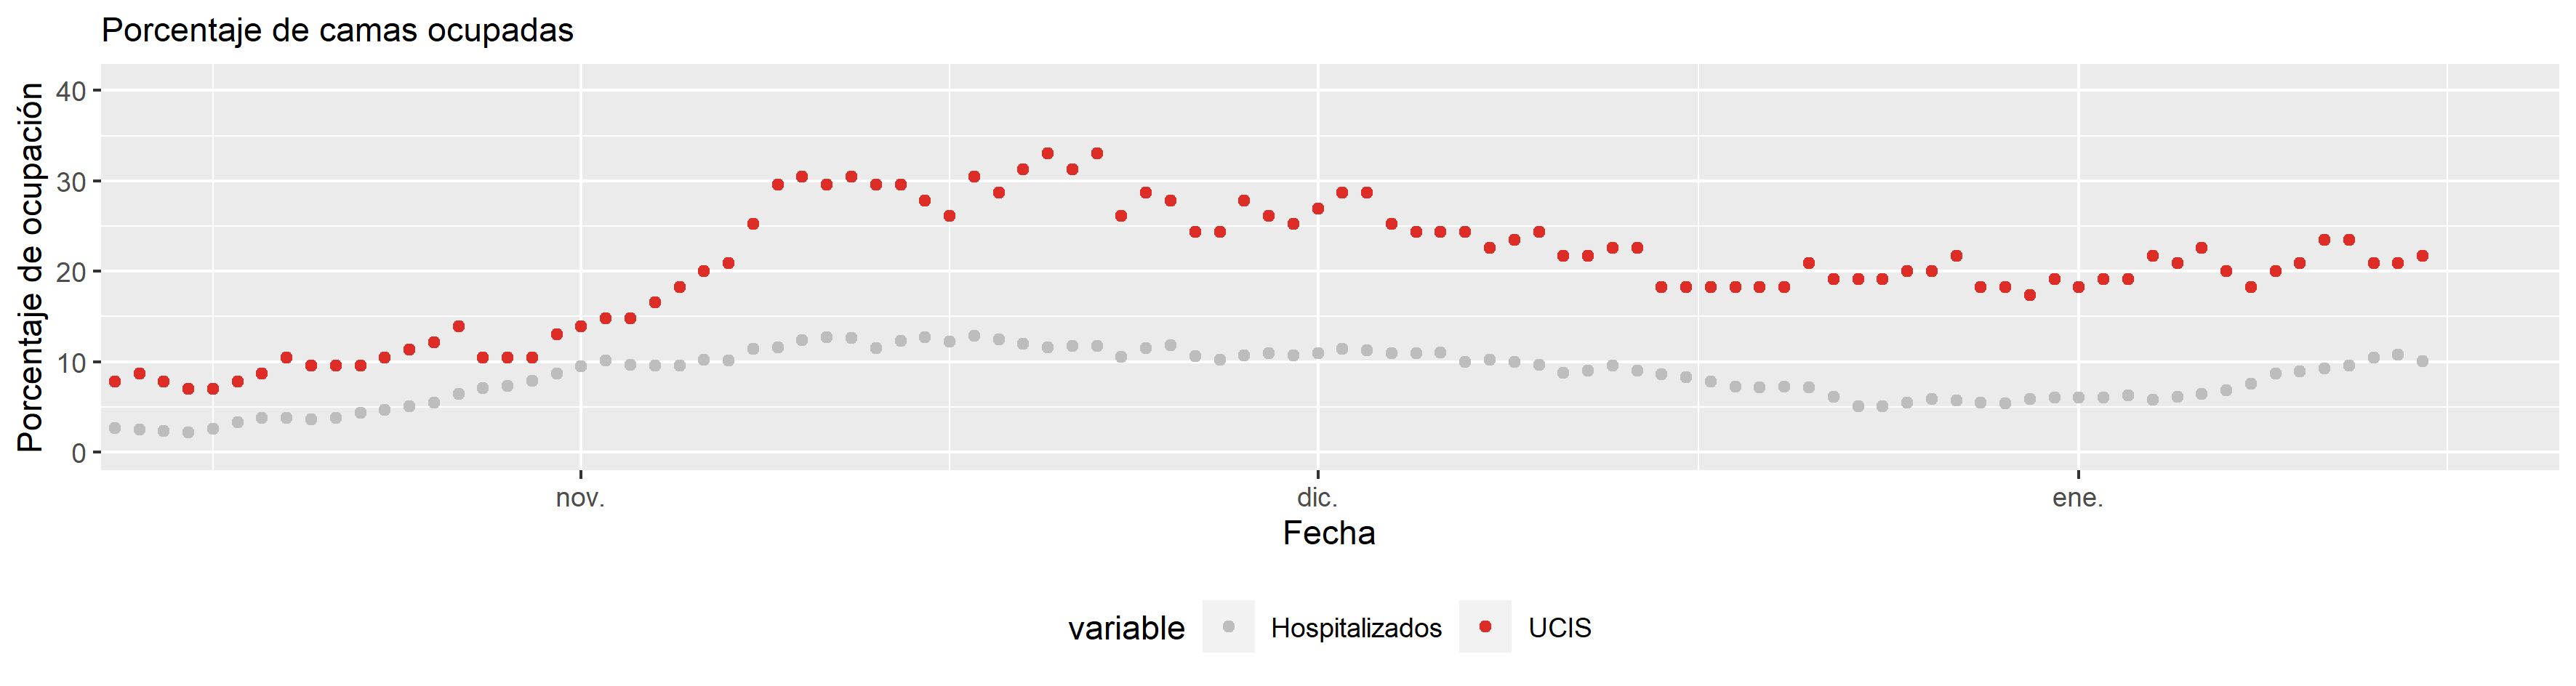 Porcentaje de camas ocupadas
Porcentaje de ocupación
40
30
20
10
0
nov.
dic.
ene.
Fecha
variable
Hospitalizados
UCIS